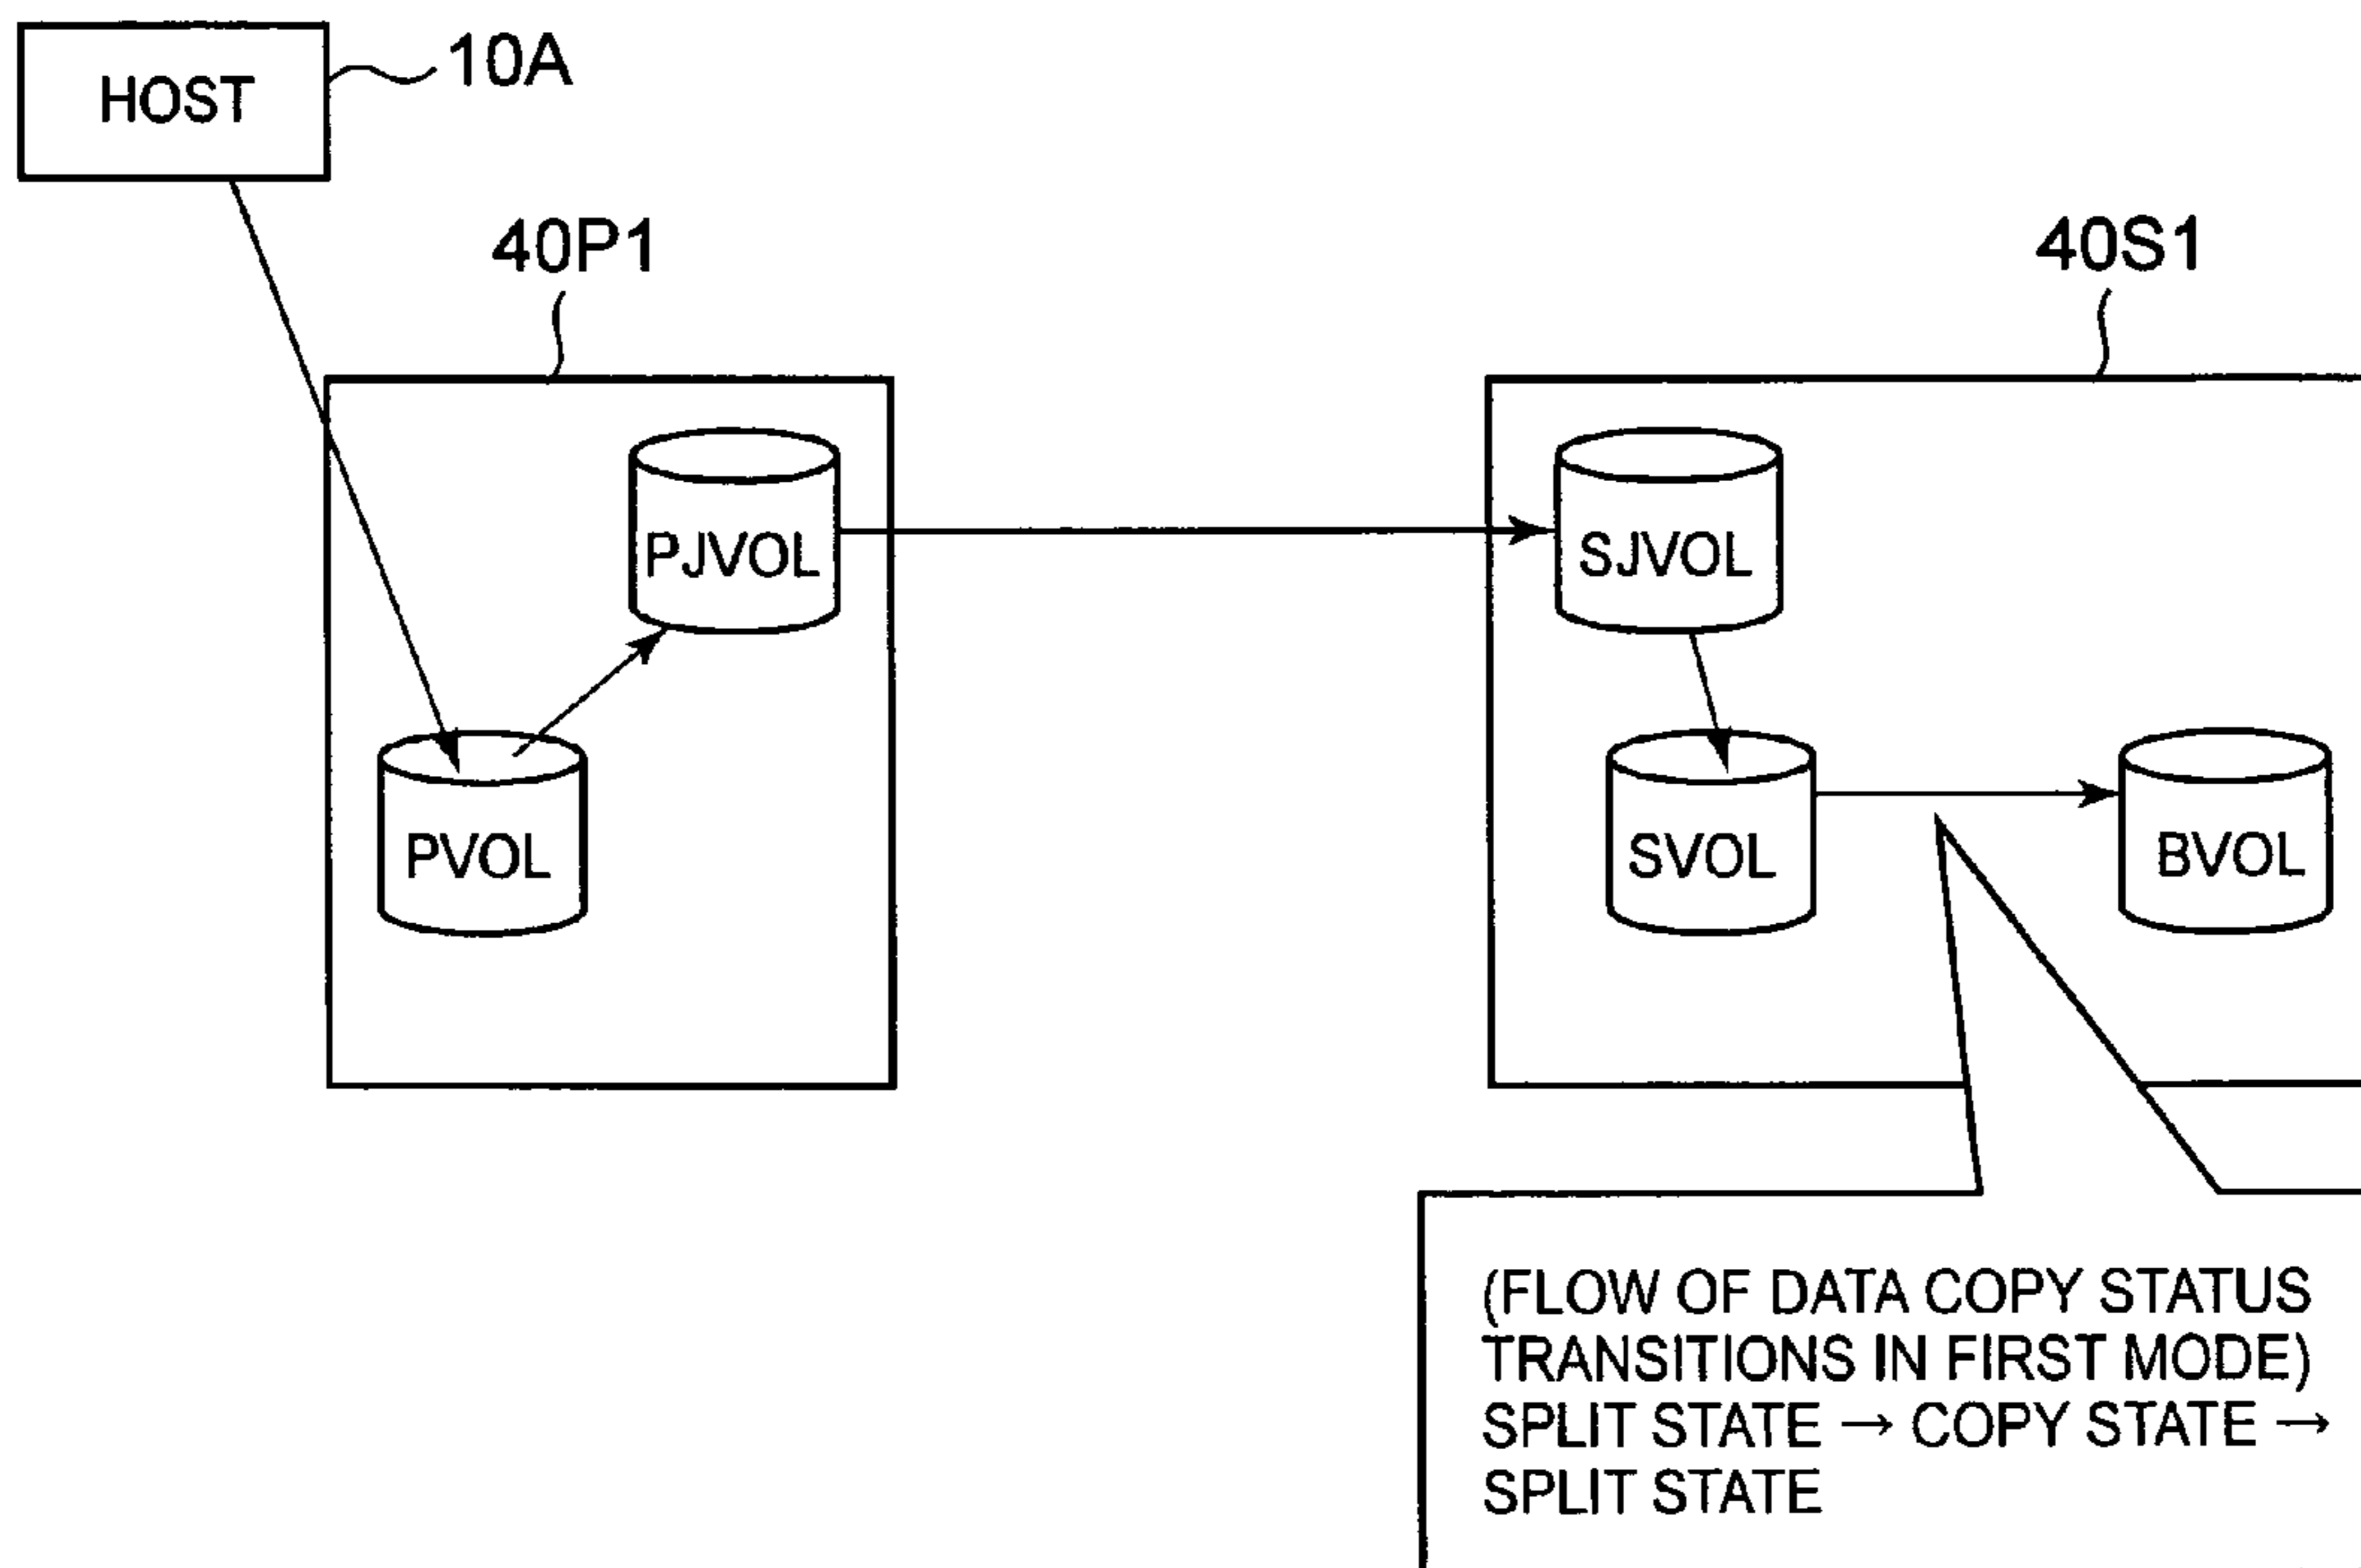 HOST
10A
40P1
40S1
PJVOL
SJVOL
PVOL
SVOL
BVOL
(FLOW OF DATA COPY STATUS
TRANSITIONS IN FIRST MODE)
SPLIT STATE → COPY STATE →
SPLIT STATE